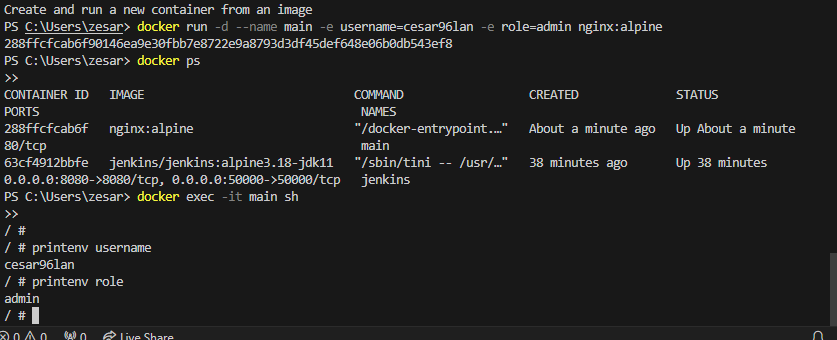 Create and run a new container from an image
PS C:\Users\zesar> docker run -d --name main -e username=cesar96lan -e role=admin nginx:alpine
288ffcfcab6f90146ea9e30fbb7e8722e9a8793d3df45def648e06b0db543ef8
PS C:\Users\zesar> docker ps
>>
CONTAINER ID   IMAGE                             COMMAND                  CREATED              STATUS
PORTS                                              NAMES
288ffcfcab6f   nginx:alpine                      "/docker-entrypoint.…"   About a minute ago   Up About a minute
80/tcp                                             main
63cf4912bbfe   jenkins/jenkins:alpine3.18-jdk11   "/sbin/tini -- /usr/…"   38 minutes ago       Up 38 minutes
0.0.0.0:8080->8080/tcp, 0.0.0.0:50000->50000/tcp   jenkins
PS C:\Users\zesar> docker exec -it main sh
>>
/ #
/ # printenv username
cesar96lan
/ # printenv role
admin
/ #
0 0 0 Live Share